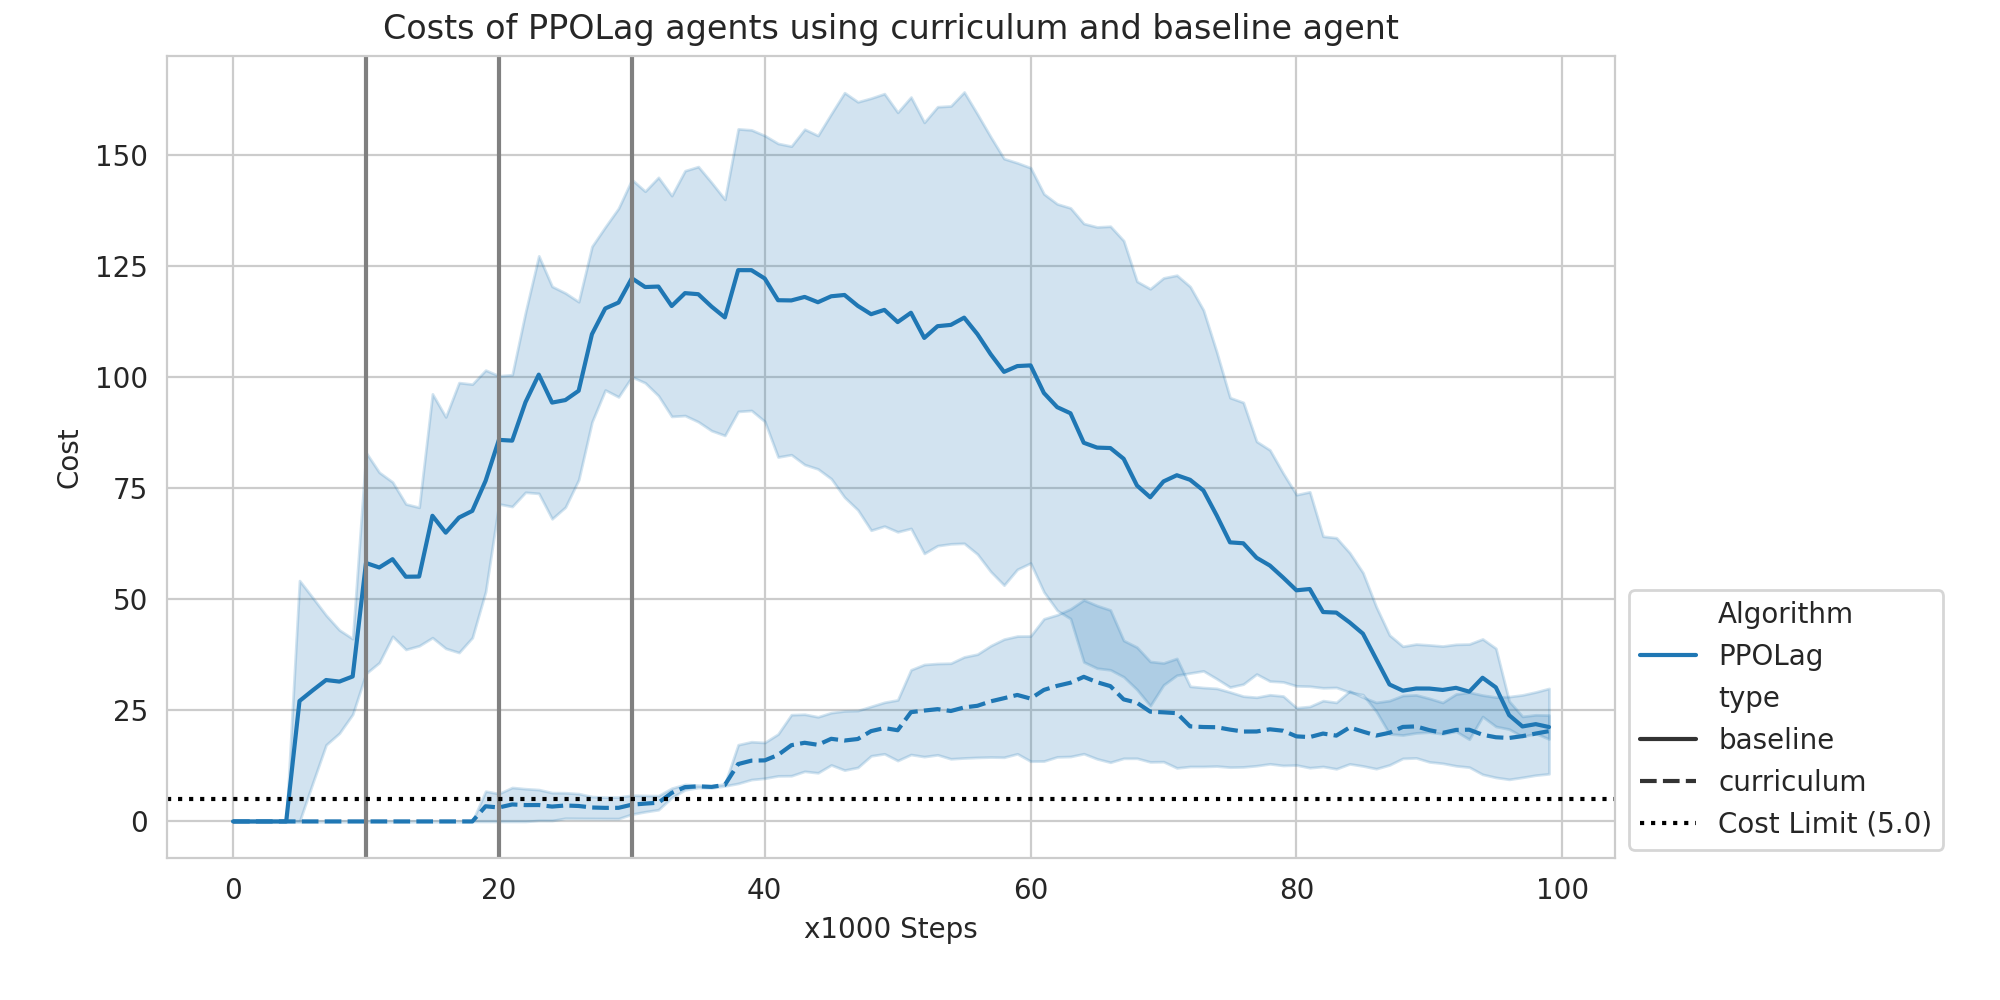 Costs of PPOLag agents using curriculum and baseline agent
150
125
100
75
50
25
0
Cost
0 20 40 60 80 100
x1000 Steps
Algorithm
PPOLag
type
baseline
curriculum
Cost Limit (5.0)